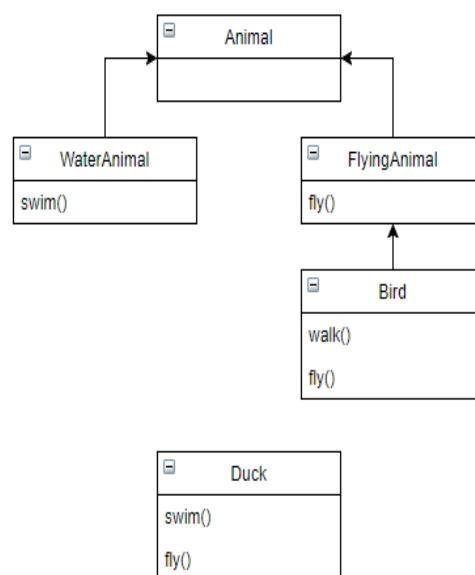 Animal
WaterAnimal
swim()
FlyingAnimal
fly()
Bird
walk()
fly()
Duck
swim()
fly()